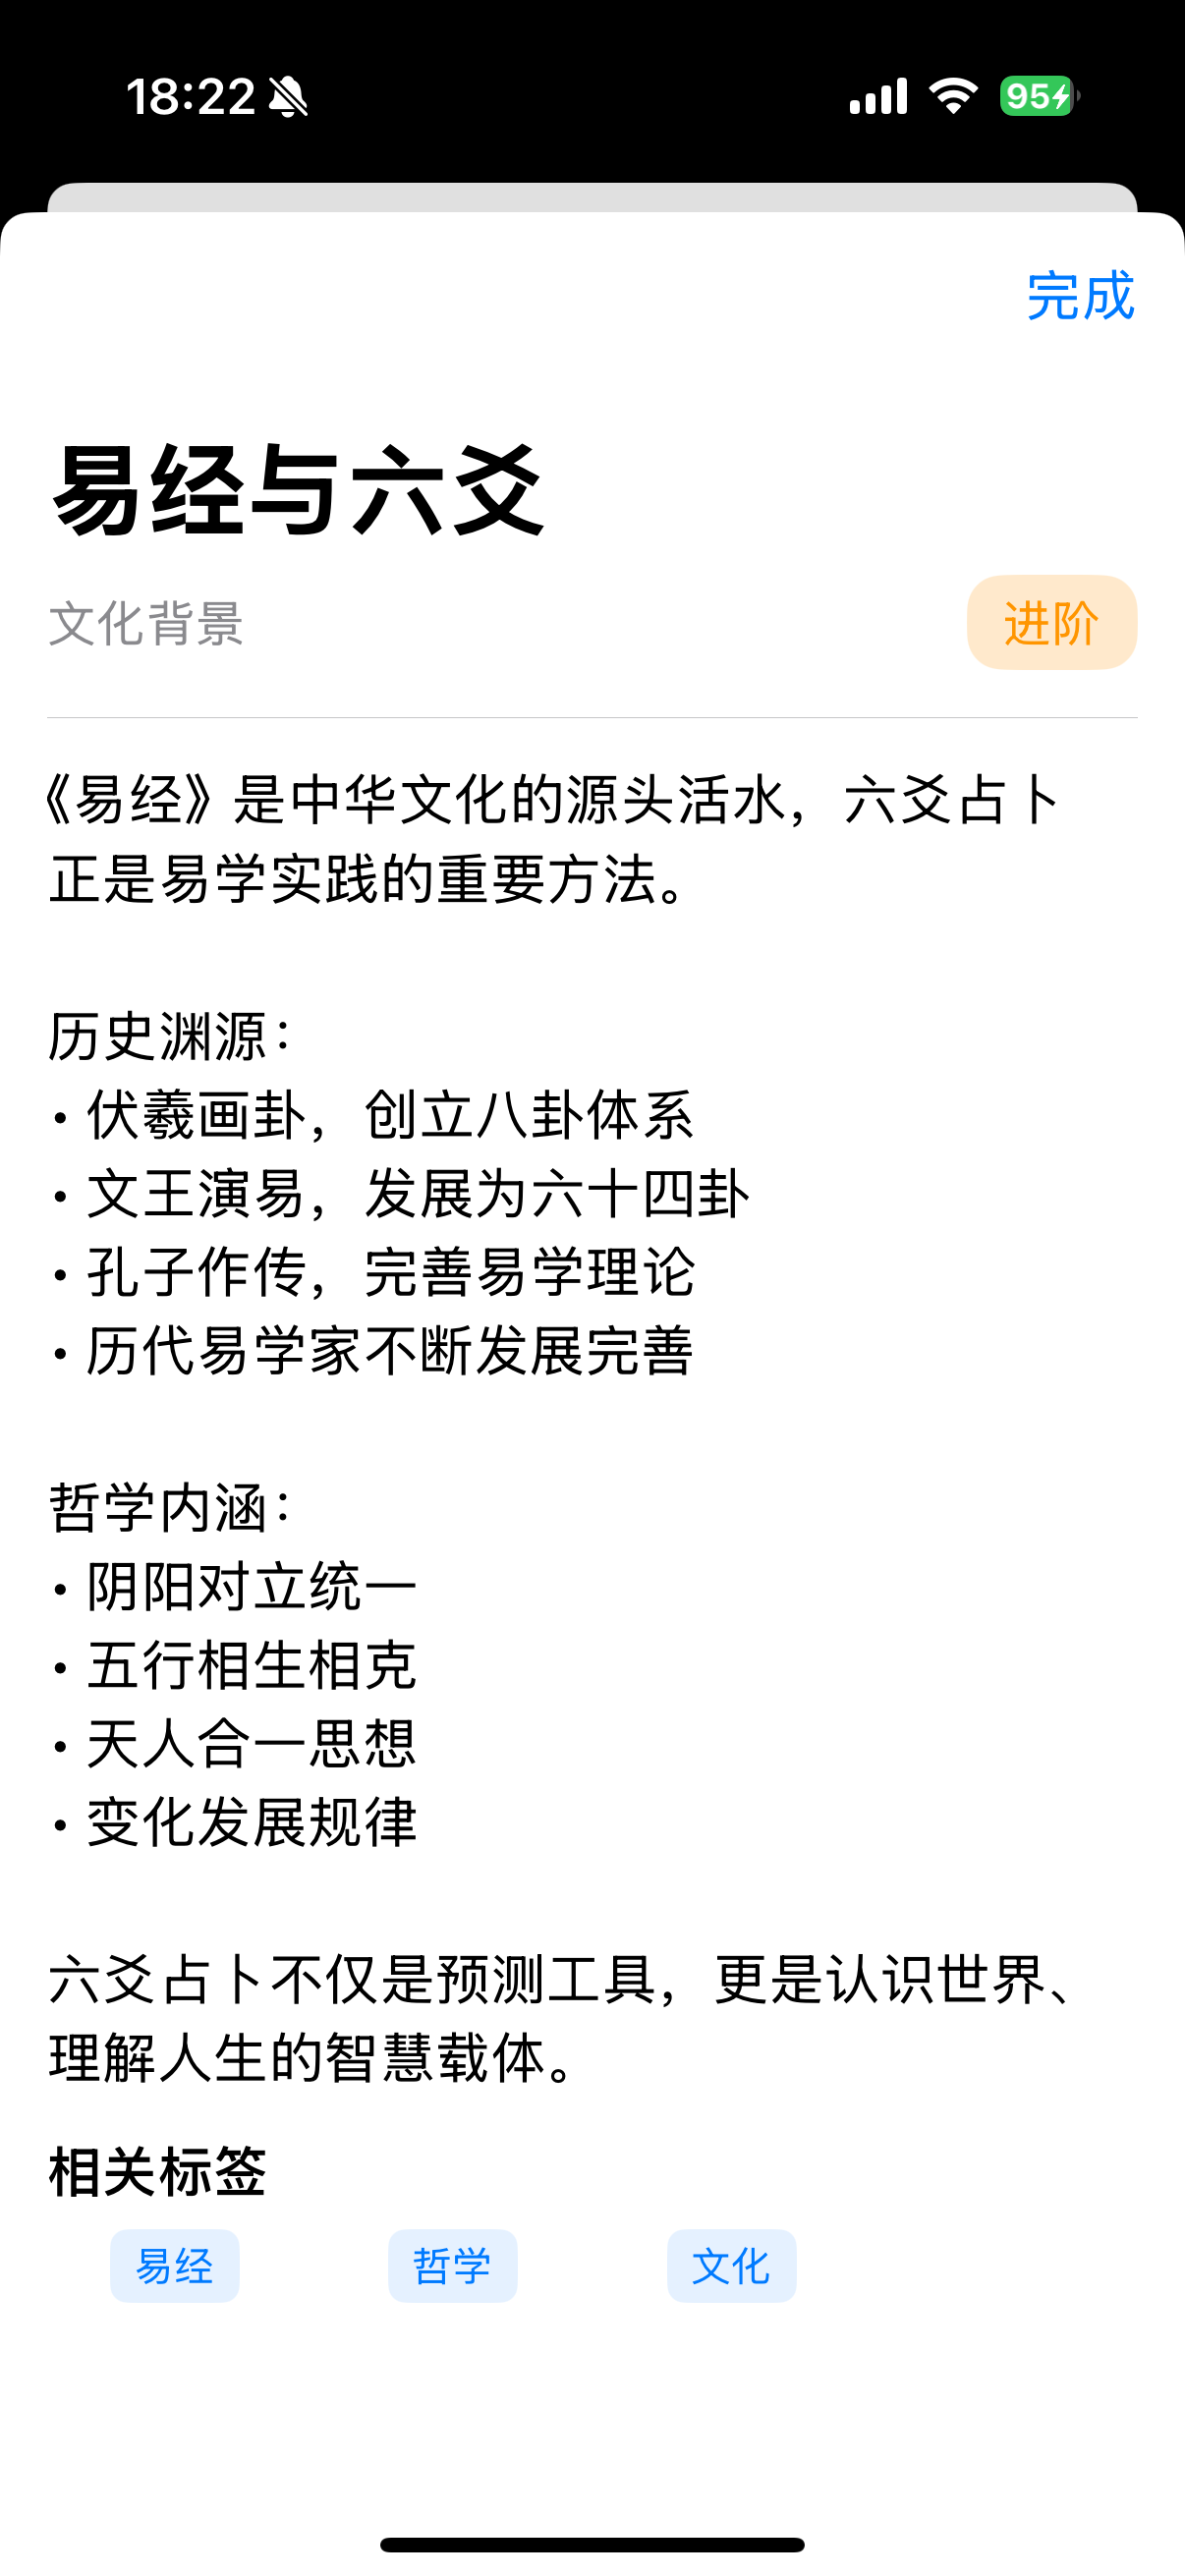 18:22
95
完成
易经与六爻
文化背景
进阶
《易经》是中华文化的源头活水，六爻占卜
正是易学实践的重要方法。
历史渊源：
• 伏羲画卦，创立八卦体系
• 文王演易，发展为六十四卦
• 孔子作传，完善易学理论
• 历代易学家不断发展完善
哲学内涵：
• 阴阳对立统一
• 五行相生相克
• 天人合一思想
• 变化发展规律
六爻占卜不仅是预测工具，更是认识世界、
理解人生的智慧载体。
相关标签
易经
哲学
文化